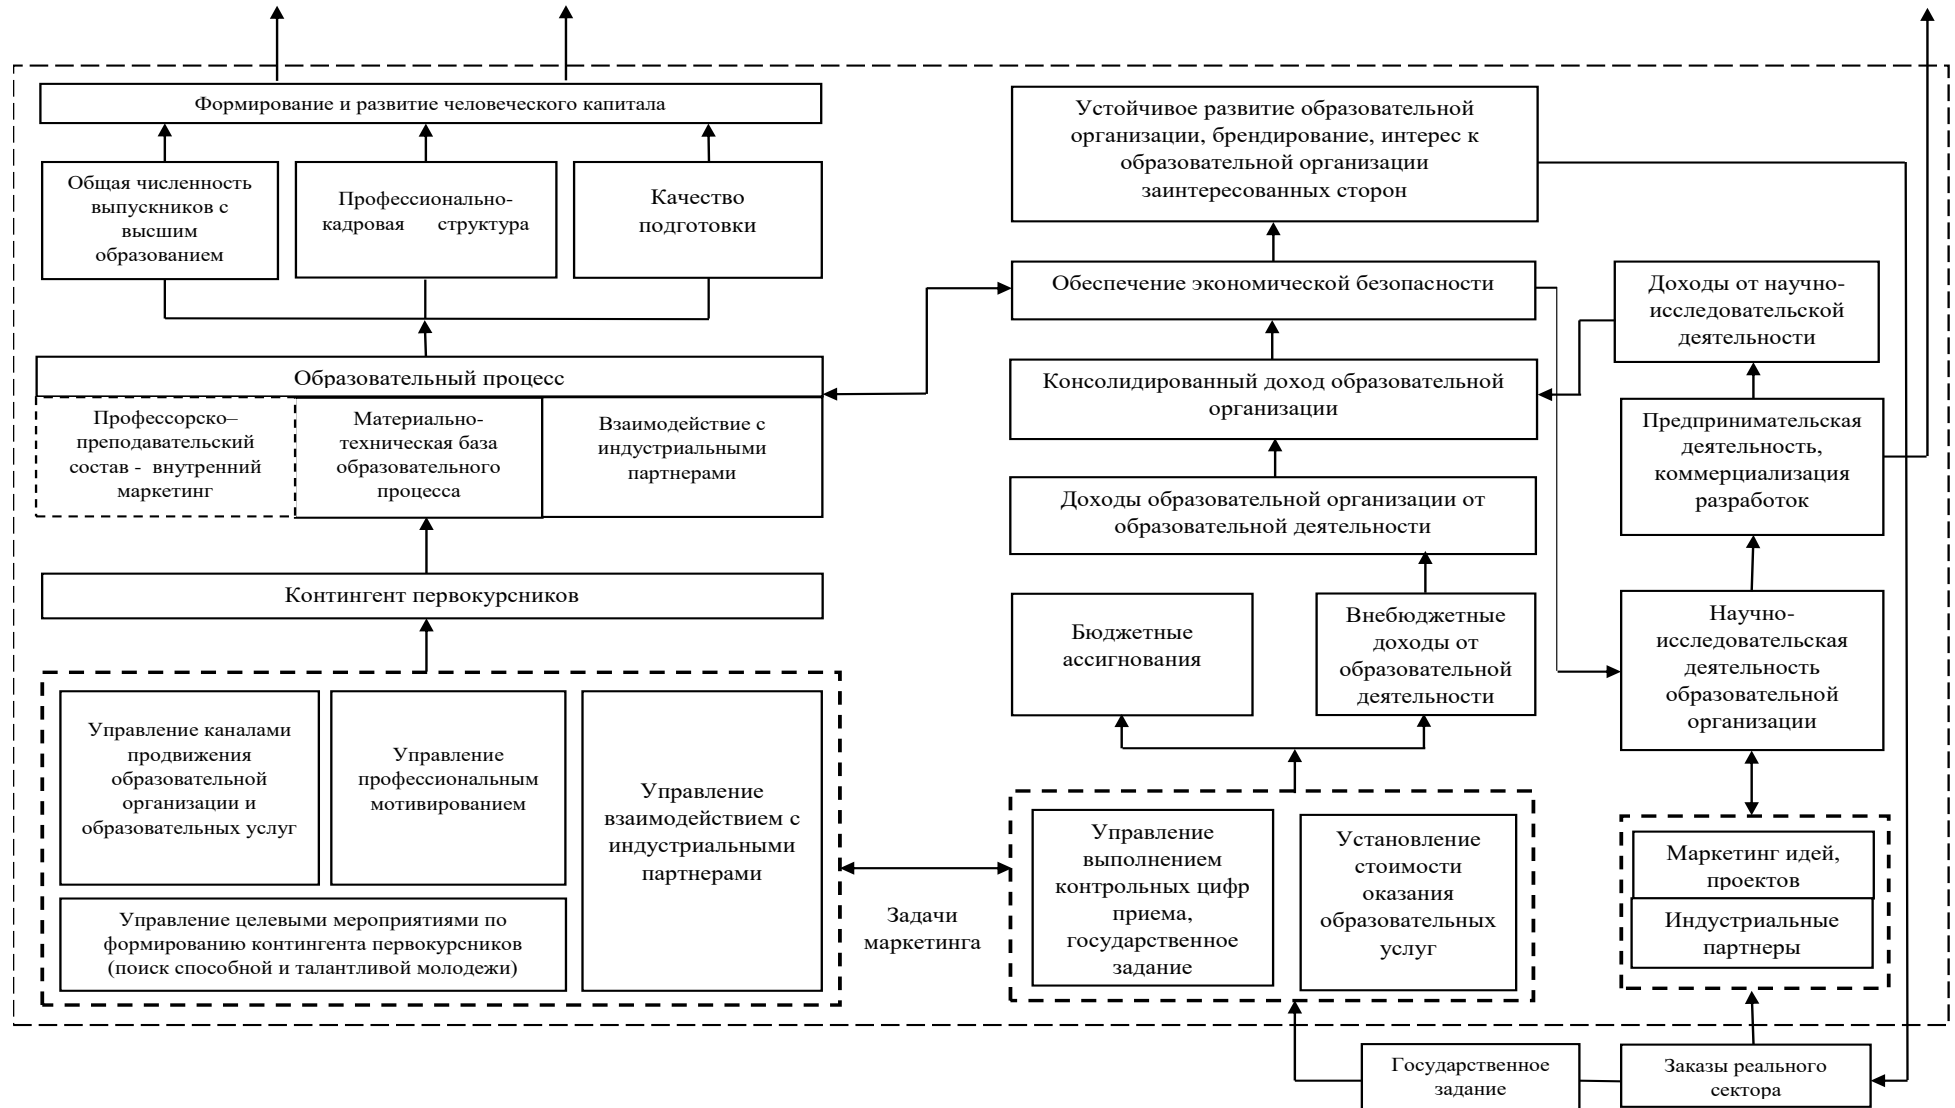 Формирование и развитие человеческого капитала
Общая численность
выпускников с
высшим
образованием
Профессионально-
кадровая структура
Качество
подготовки
Образовательный процесс
Профессорско–
преподавательский
состав - внутренний
маркетинг
Материально-
техническая база
образовательного
процесса
Взаимодействие с
индустриальными
партнерами
Контингент первокурсников
Управление каналами
продвижения
образовательной
организации и
образовательных услуг
Управление
профессиональным
мотивированием
Управление
взаимодействием с
индустриальными
партнерами
Управление целевыми мероприятиями по
формированию контингента первокурсников
(поиск способной и талантливой молодежи)
Задачи
маркетинга
Устойчивое развитие образовательной
организации, брендирование, интерес к
образовательной организации
заинтересованных сторон
Обеспечение экономической безопасности
Консолидированный доход образовательной
организации
Доходы образовательной организации от
образовательной деятельности
Бюджетные
ассигнования
Внебюджетные
доходы от
образовательной
деятельности
Управление
выполнением
контрольных цифр
приема,
государственное
задание
Установление
стоимости
оказания
образовательных
услуг
Доходы от научно-
исследовательской
деятельности
Предпринимательская
деятельность,
коммерциализация
разработок
Научно-
исследовательская
деятельность
образовательной
организации
Маркетинг идей,
проектов
Индустриальные
партнеры
Государственное
задание
Заказы реального
сектора